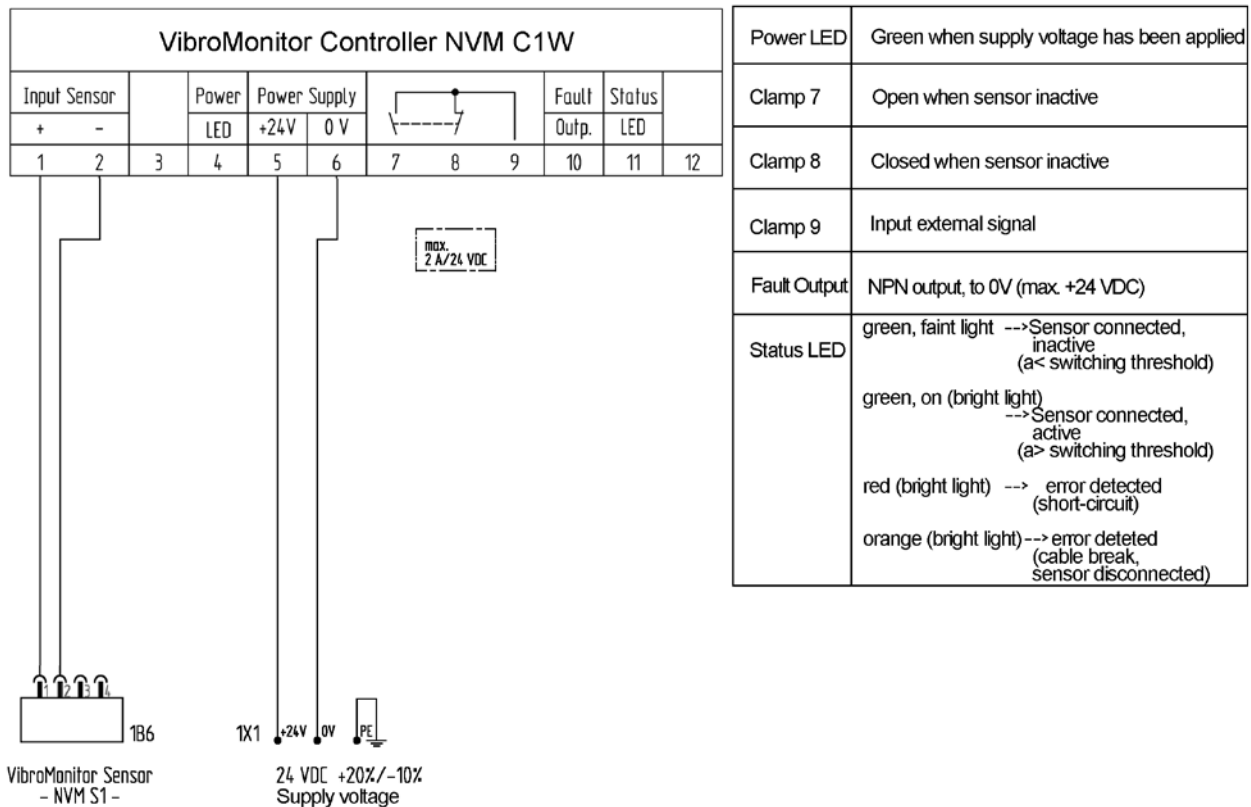 VibroMonitor Controller NVM C1W
Input Sensor Power Power Supply Fault Status
+ - LED +24V 0 V Outp. LED
1 2 3 4 5 6 7 8 9 10 11 12
max.
2 A/24 VDC
1 2 3 4
1B6
VibroMonitor Sensor
- NVM S1 -
1X1 +24V 0V PE
24 VDC +20%/-10%
Supply voltage
Power LED Green when supply voltage has been applied
Clamp 7 Open when sensor inactive
Clamp 8 Closed when sensor inactive
Clamp 9 Input external signal
Fault Output NPN output, to 0V (max. +24 VDC)
Status LED
green, faint light -->Sensor connected,
inactive
(a< switching threshold)
green, on (bright light)
-->Sensor connected,
active
(a> switching threshold)
red (bright light) --> error detected
(short-circuit)
orange (bright light)-->error deteted
(cable break,
sensor disconnected)